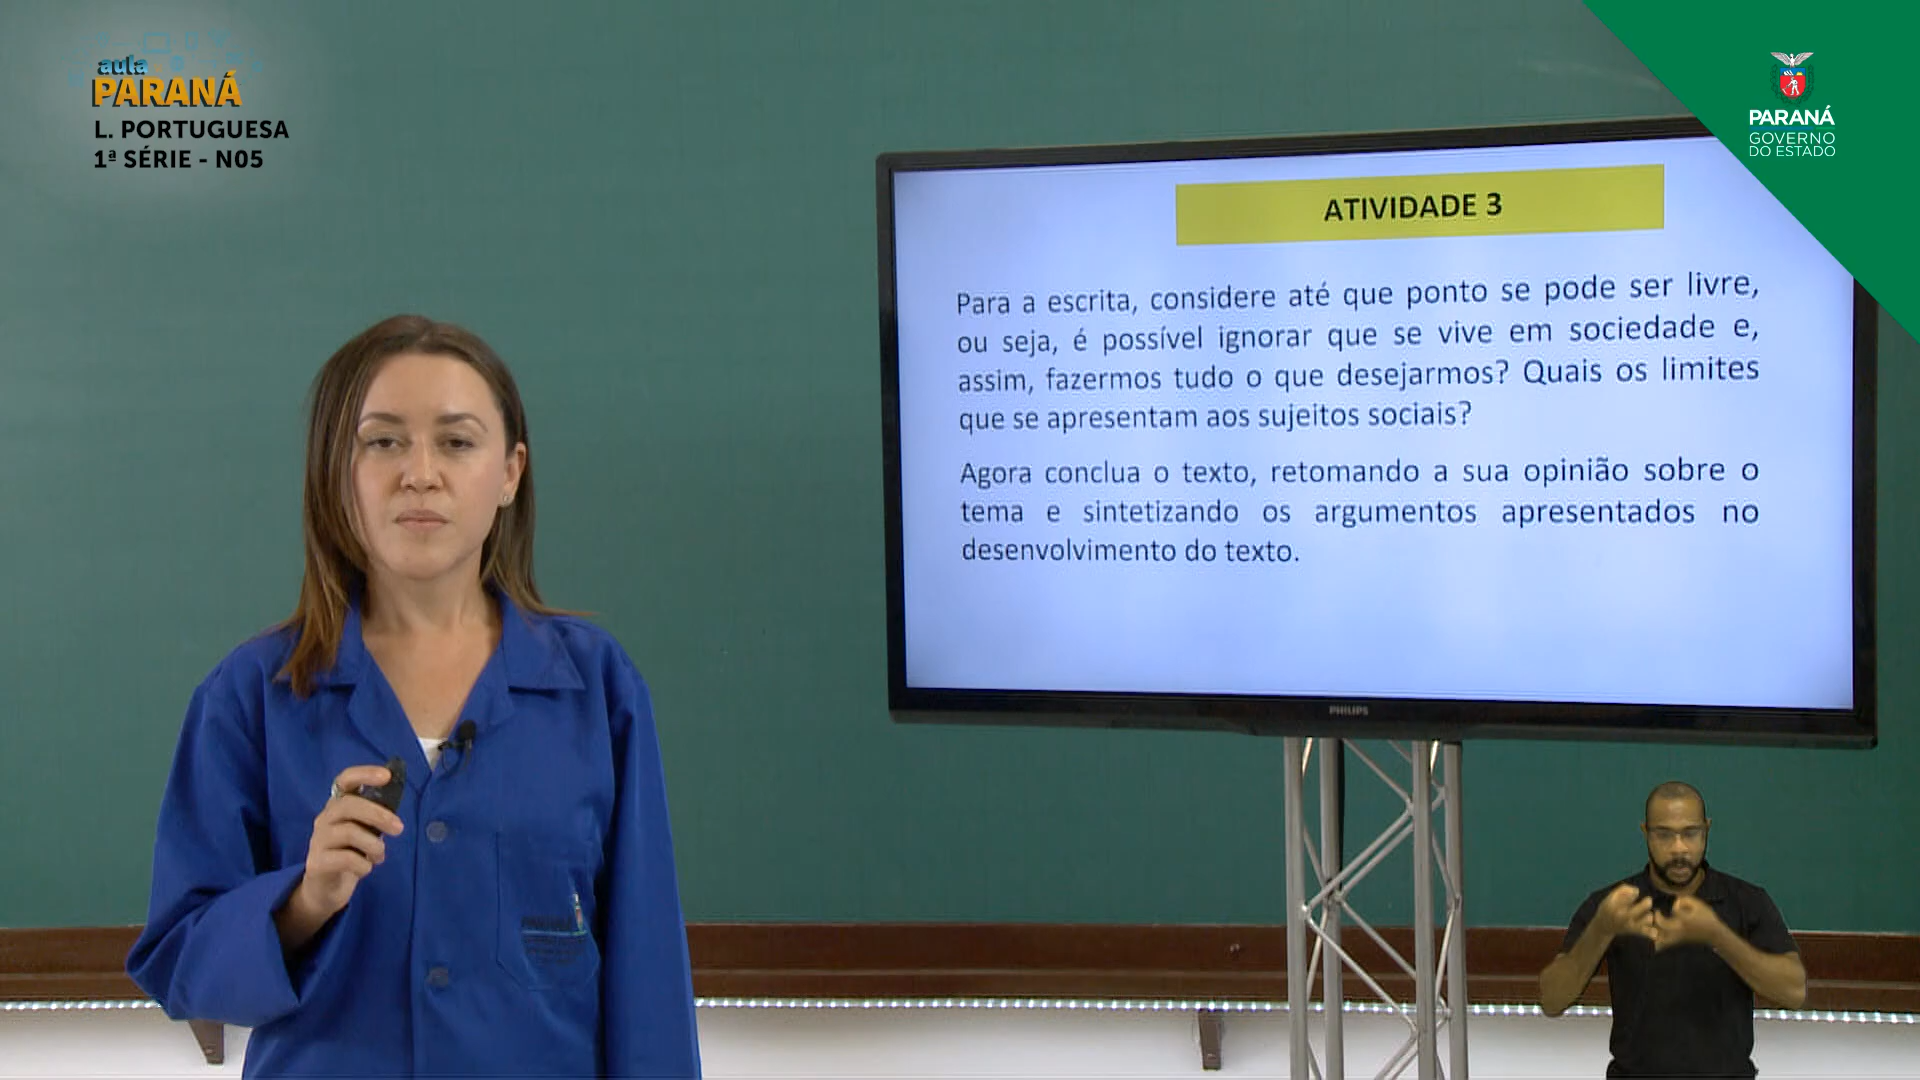 aula
PARANÁ
L. PORTUGUESA
1ª SÉRIE - N05
PARANÁ
GOVERNO
DO ESTADO
ATIVIDADE 3
Para a escrita, considere até que ponto se pode ser livre,
ou seja, é possível ignorar que se vive em sociedade e,
assim, fazermos tudo o que desejarmos? Quais os limites
que se apresentam aos sujeitos sociais?
Agora conclua o texto, retomando a sua opinião sobre o
tema e sintetizando os argumentos apresentados no
desenvolvimento do texto.
PHILIPS